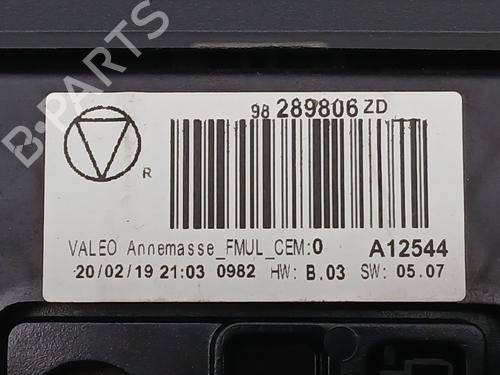 98 289806 ZD
R
VALEO Annemasse_FMUL_CEM:0 A12544
20/02/19 21:03 0982 HW: B.03 SW: 05.07
B-PARTS